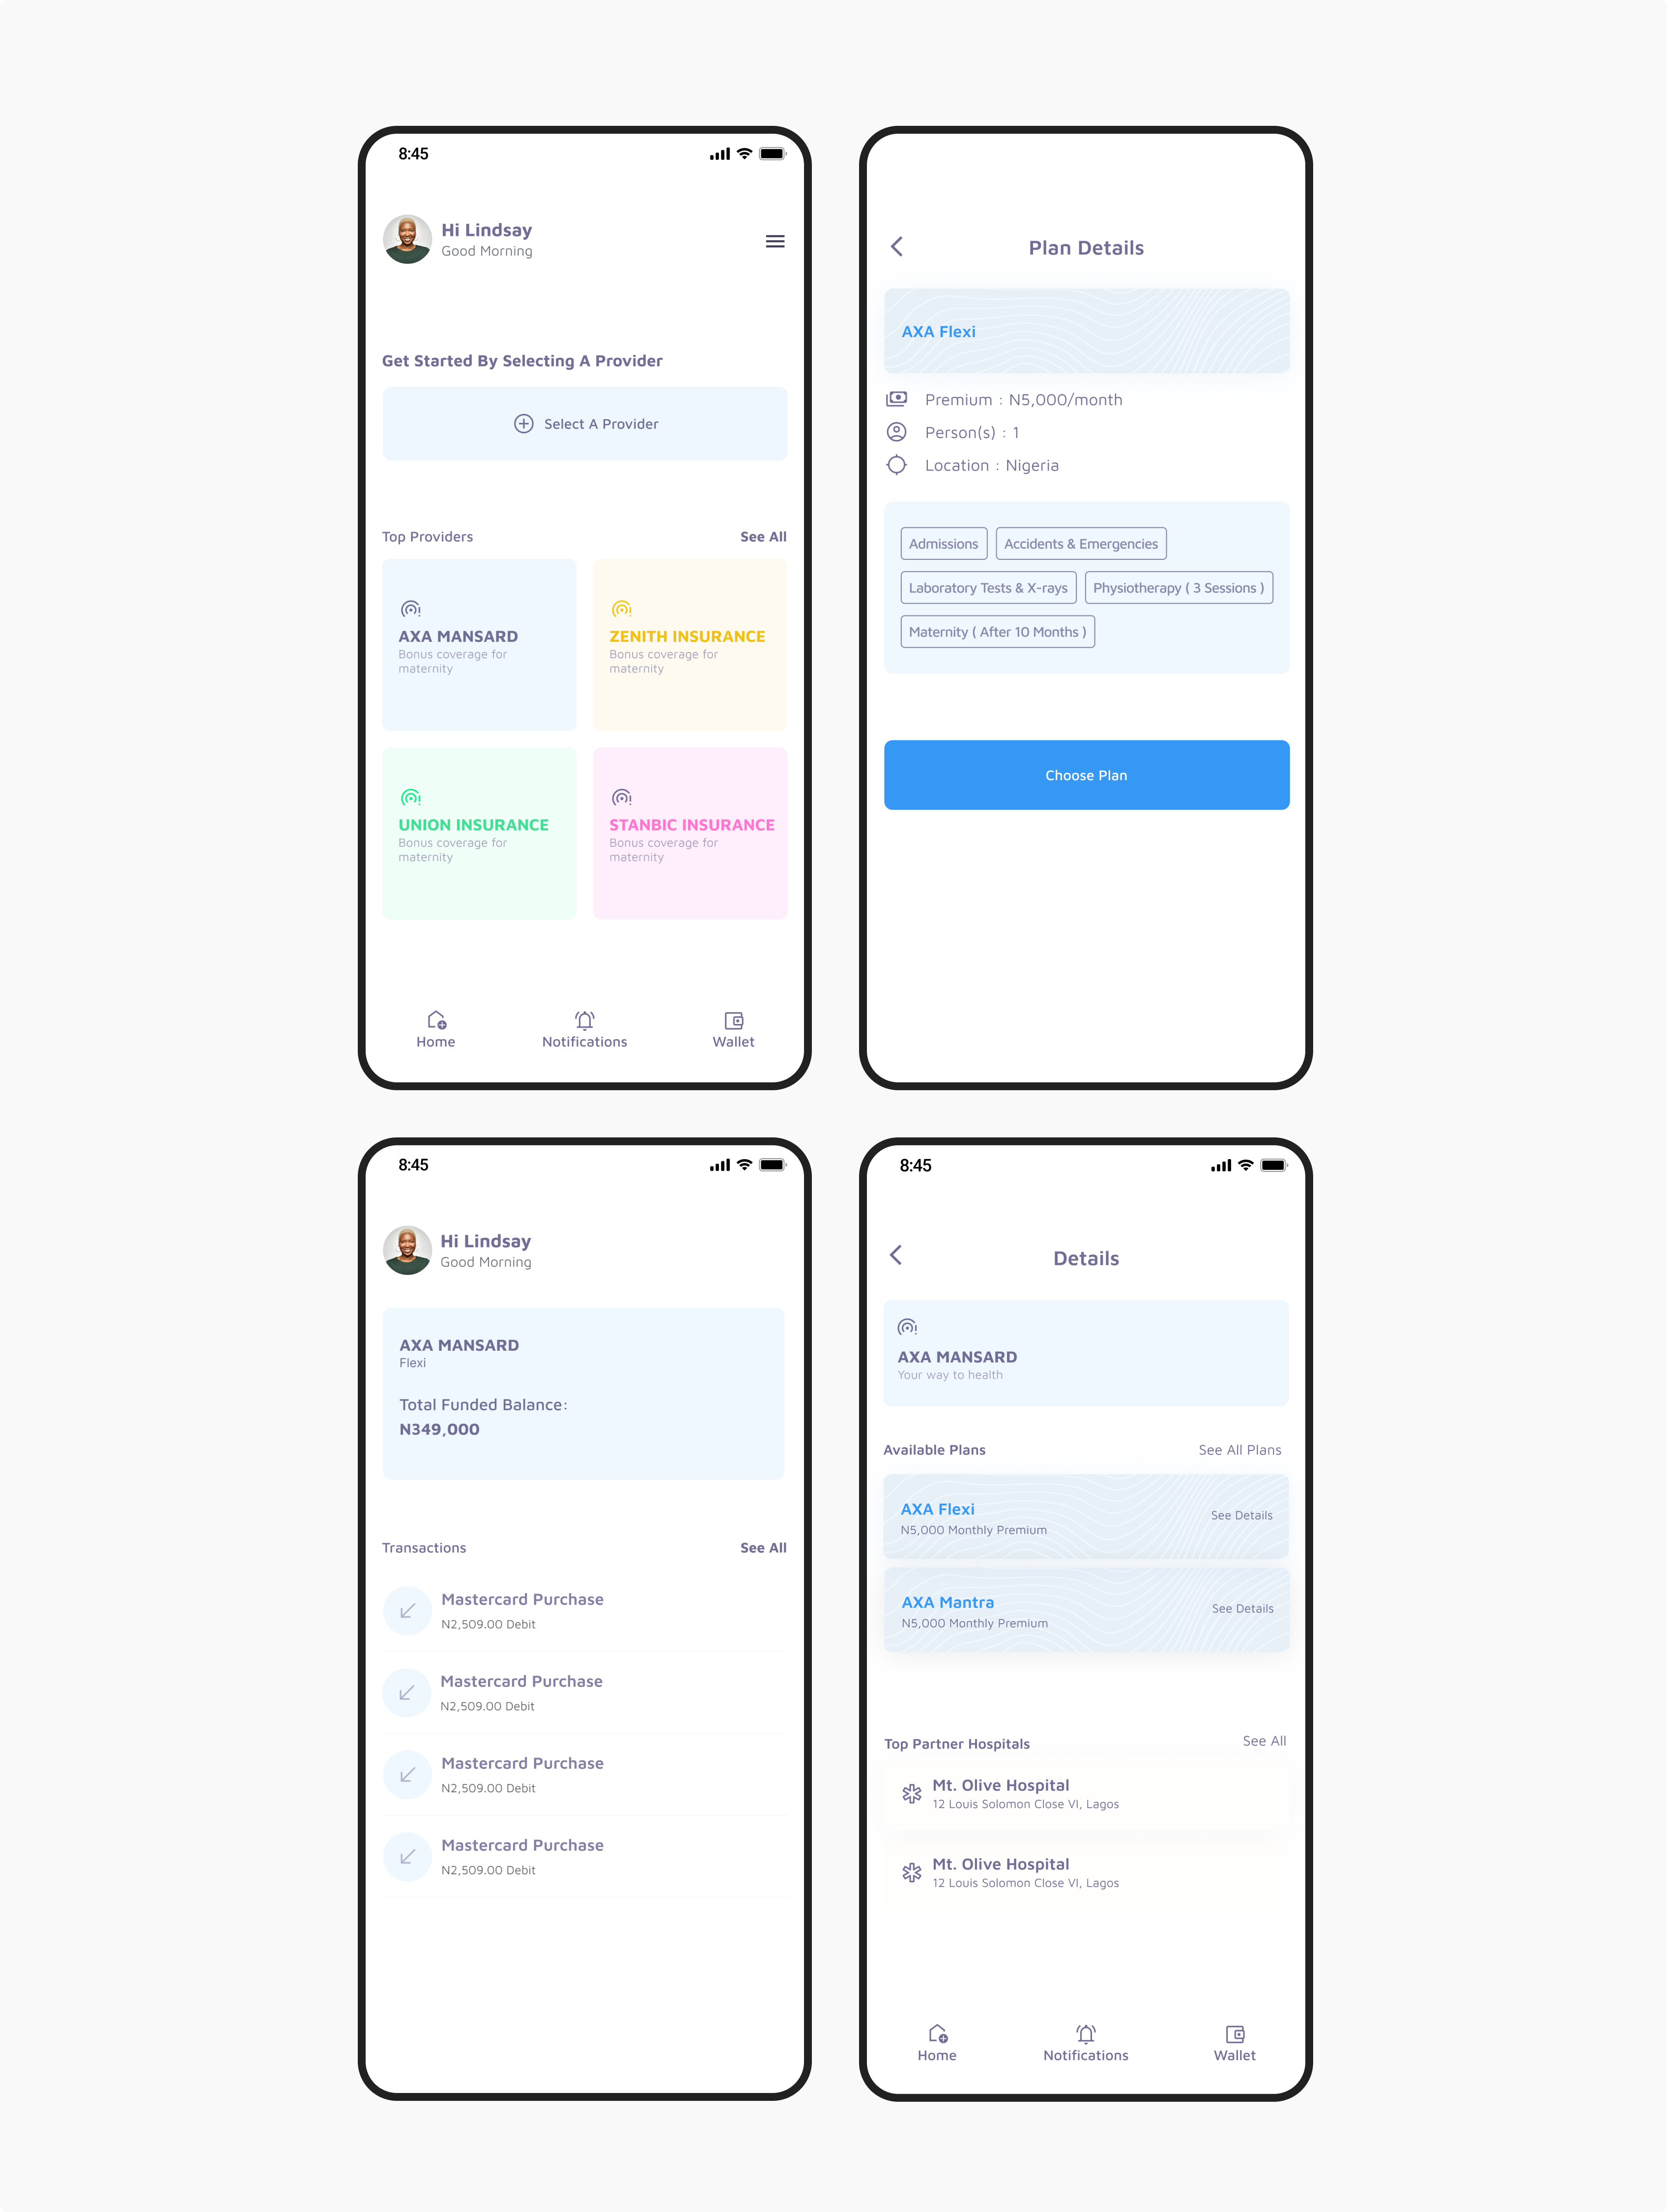 8:45
Hi Lindsay
Good Morning
Get Started By Selecting A Provider
Select A Provider
Top Providers
See All
AXA MANSARD
Bonus coverage for
maternity
ZENITH INSURANCE
Bonus coverage for
maternity
UNION INSURANCE
Bonus coverage for
maternity
STANBIC INSURANCE
Bonus coverage for
maternity
Home
Notifications
Wallet
Plan Details
AXA Flexi
Premium : N5,000/month
Person(s) : 1
Location : Nigeria
Admissions
Accidents & Emergencies
Laboratory Tests & X-rays
Physiotherapy ( 3 Sessions )
Maternity ( After 10 Months )
Choose Plan
8:45
Hi Lindsay
Good Morning
AXA MANSARD
Flexi
Total Funded Balance:
N349,000
Transactions
See All
Mastercard Purchase
N2,509.00 Debit
Mastercard Purchase
N2,509.00 Debit
Mastercard Purchase
N2,509.00 Debit
Mastercard Purchase
N2,509.00 Debit
8:45
Details
AXA MANSARD
Your way to health
Available Plans
See All Plans
AXA Flexi
N5,000 Monthly Premium
See Details
AXA Mantra
N5,000 Monthly Premium
See Details
Top Partner Hospitals
See All
Mt. Olive Hospital
12 Louis Solomon Close VI, Lagos
Mt. Olive Hospital
12 Louis Solomon Close VI, Lagos
Home
Notifications
Wallet